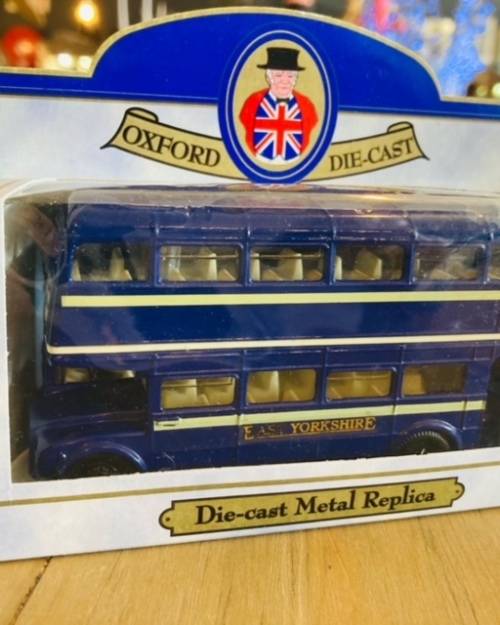 OXFORD DIE-CAST
EAST YORKSHIRE
Die-cast Metal Replica